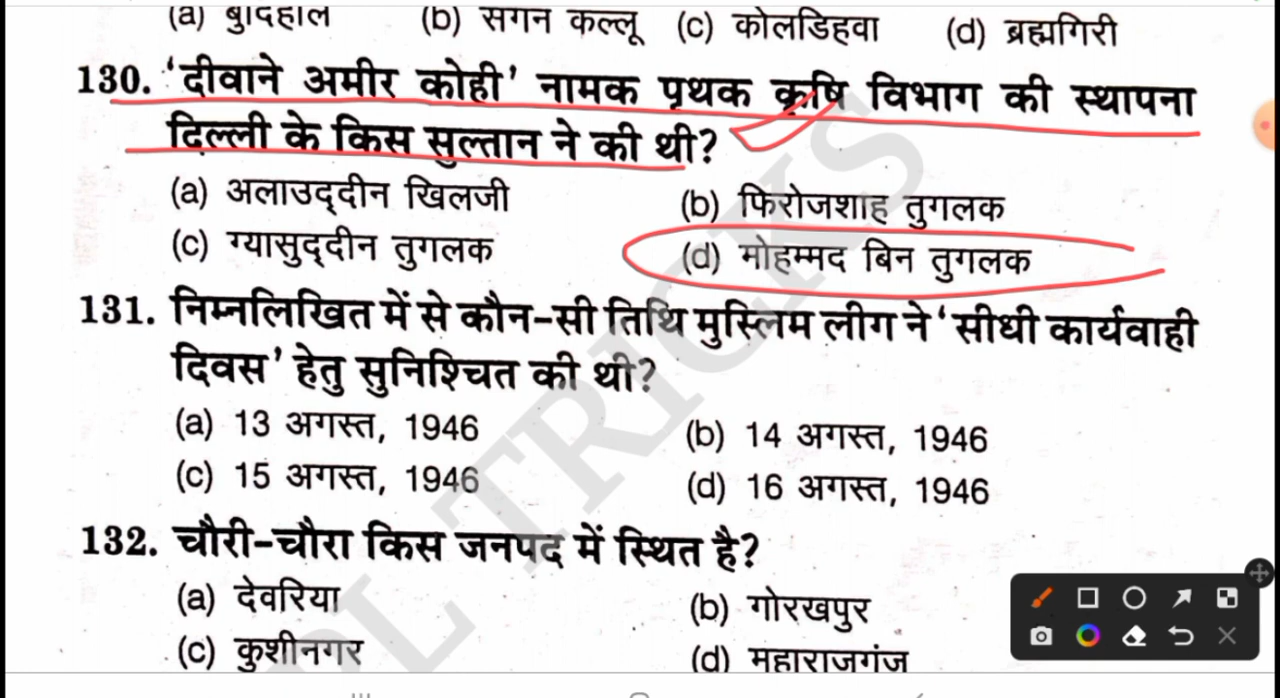 (a) बुदिहाल (b) सगन कल्लू (c) कोलडिहवा (d) ब्रह्मगिरी
130. 'दीवाने अमीर कोही' नामक पृथक कृषि विभाग की स्थापना
दिल्ली के किस सुल्तान ने की थी?
(a) अलाउद्दीन खिलजी (b) फिरोजशाह तुगलक
(c) ग्यासुद्दीन तुगलक (d) मोहम्मद बिन तुगलक
131. निम्नलिखित में से कौन-सी तिथि मुस्लिम लीग ने 'सीधी कार्यवाही
दिवस' हेतु सुनिश्चित की थी?
(a) 13 अगस्त, 1946 (b) 14 अगस्त, 1946
(c) 15 अगस्त, 1946 (d) 16 अगस्त, 1946
132. चौरी-चौरा किस जनपद में स्थित है?
(a) देवरिया (b) गोरखपुर
(c) कुशीनगर (d) महाराजगंज
TRICKS